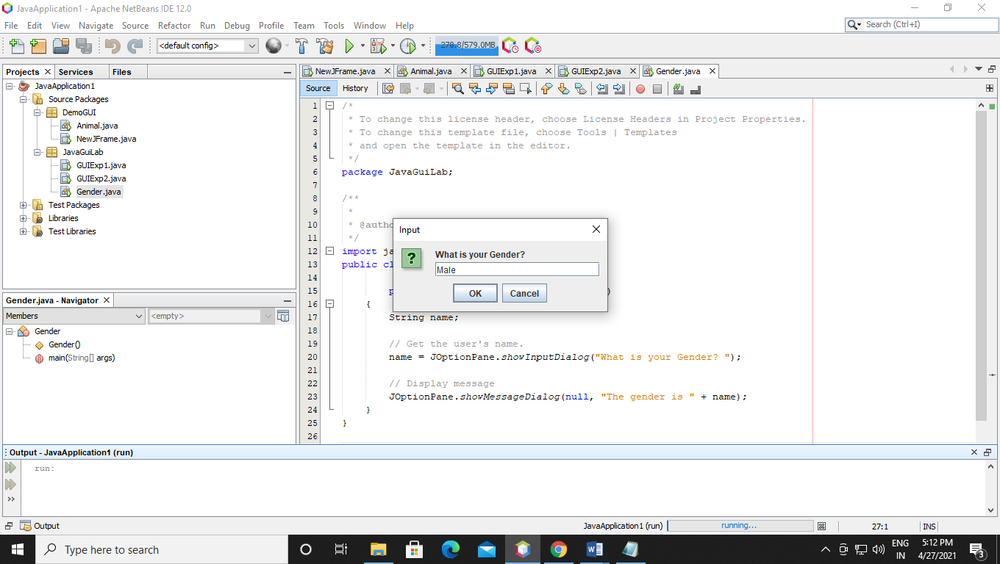 JavaApplication1 - Apache NetBeans IDE 12.0
File Edit View Navigate Source Refactor Run Debug Profile Team Tools Window Help
Search (Ctrl+I)
<default config>
278.8/579.0MB
Projects Services Files
NewJFrame.java Animal.java GUIExp1.java GUIExp2.java Gender.java
Source History
JavaApplication1
Source Packages
DemoGUI
Animal.java
NewJFrame.java
JavaGuiLab
GUIExp1.java
GUIExp2.java
Gender.java
Test Packages
Libraries
Test Libraries
Gender.java - Navigator
Members
<empty>
Gender
Gender()
main(String[] args)
1 /*
2 * To change this license header, choose License Headers in Project Properties.
3 * To change this template file, choose Tools | Templates
4 * and open the template in the editor.
5 */
6 package JavaGuiLab;
7
8 /**
9 *
10 * @autho
11 */
12 import ja
13 public cl
14
15 p )
16 {
17 String name;
18
19 // Get the user's name.
20 name = JOptionPane.showInputDialog("What is your Gender? ");
21
22 // Display message
23 JOptionPane.showMessageDialog(null, "The gender is " + name);
24 }
25 }
26
Input
What is your Gender?
Male
OK Cancel
Output - JavaApplication1 (run)
run:
Output
JavaApplication1 (run) running... 27:1 INS
Type here to search
ENG
IN
5:12 PM
4/27/2021
3